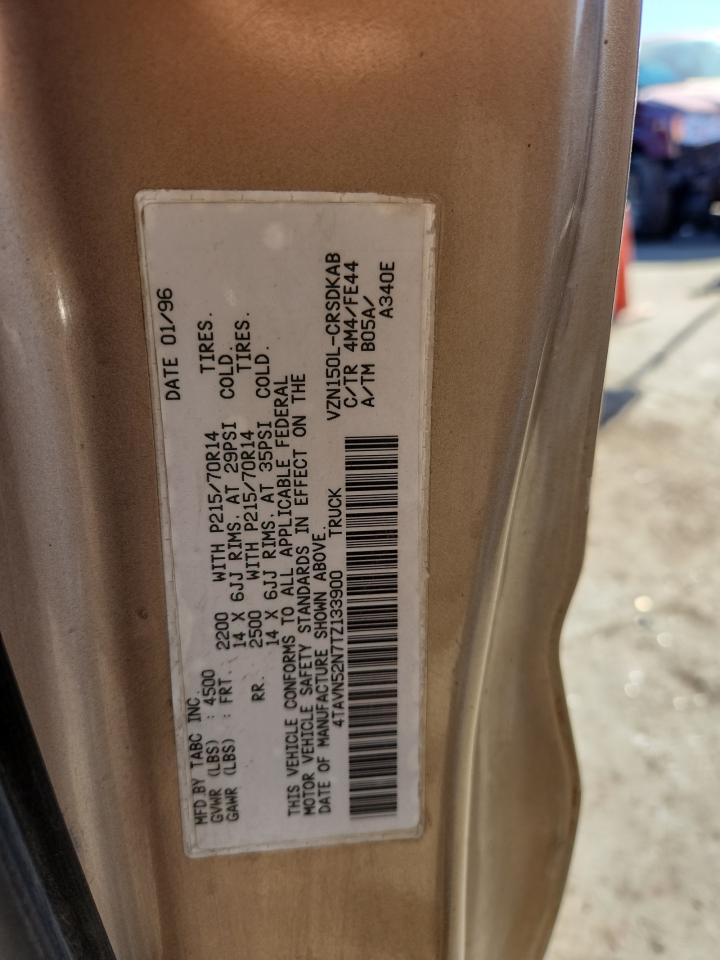 MFD BY TABC INC. DATE 01/96
GVWR (LBS) : 4500
GAWR (LBS) : FRT. 2200 WITH P215/70R14 TIRES.
14 X 6JJ RIMS. AT 29PSI COLD.
RR. 2500 WITH P215/70R14 TIRES.
14 X 6JJ RIMS. AT 35PSI COLD.
THIS VEHICLE CONFORMS TO ALL APPLICABLE FEDERAL
MOTOR VEHICLE SAFETY STANDARDS IN EFFECT ON THE
DATE OF MANUFACTURE SHOWN ABOVE.
4TAVN52N7TZ133900 TRUCK VZN150L-CRSDKAB
C/TR 4M4/FE44
A/TM B05A/
A340E